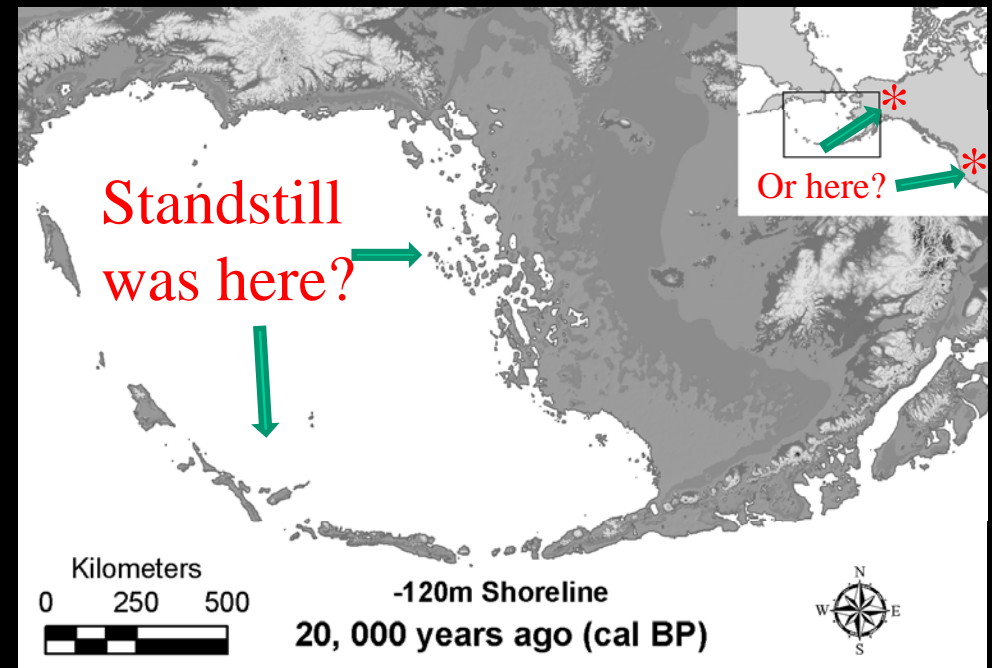 Standstill
was here?
*
*
Or here?
Kilometers
0 250 500
-120m Shoreline
20, 000 years ago (cal BP)
N
W E
S